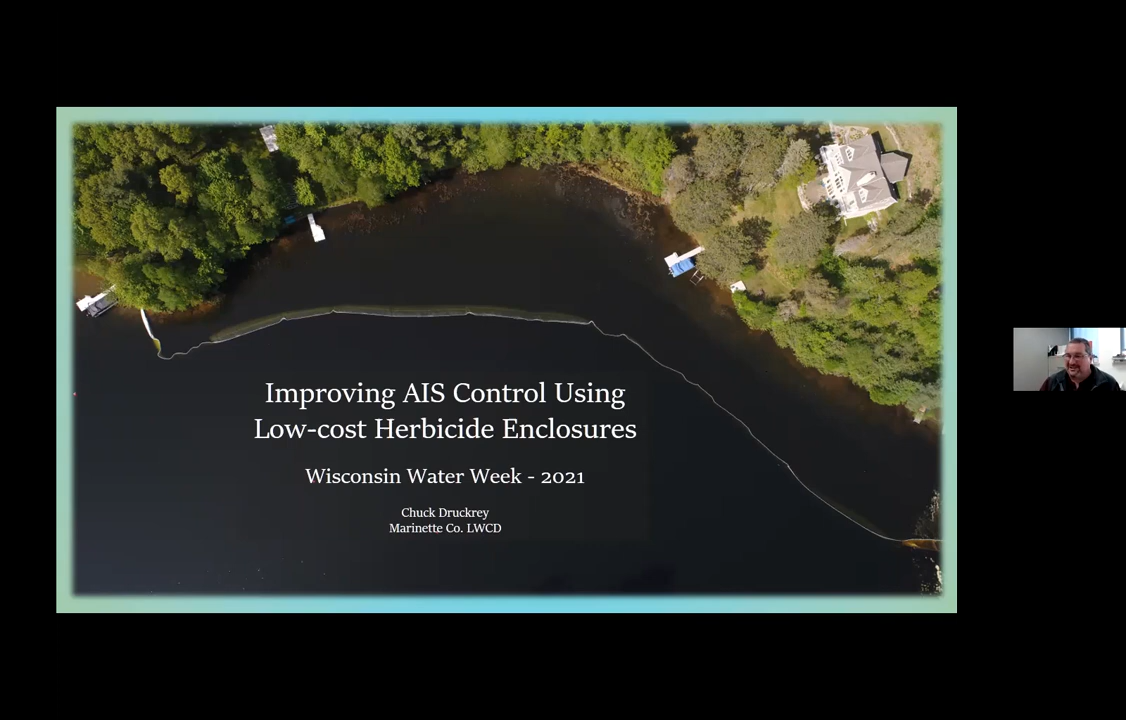 Improving AIS Control Using
Low-cost Herbicide Enclosures
Wisconsin Water Week - 2021
Chuck Druckrey
Marinette Co. LWCD